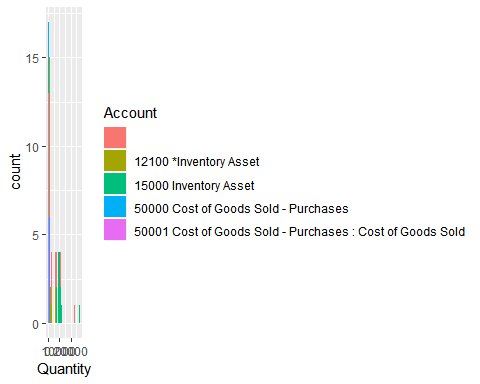 15
10
5
0
count
Quantity
Account
12100 *Inventory Asset
15000 Inventory Asset
50000 Cost of Goods Sold - Purchases
50001 Cost of Goods Sold - Purchases : Cost of Goods Sold